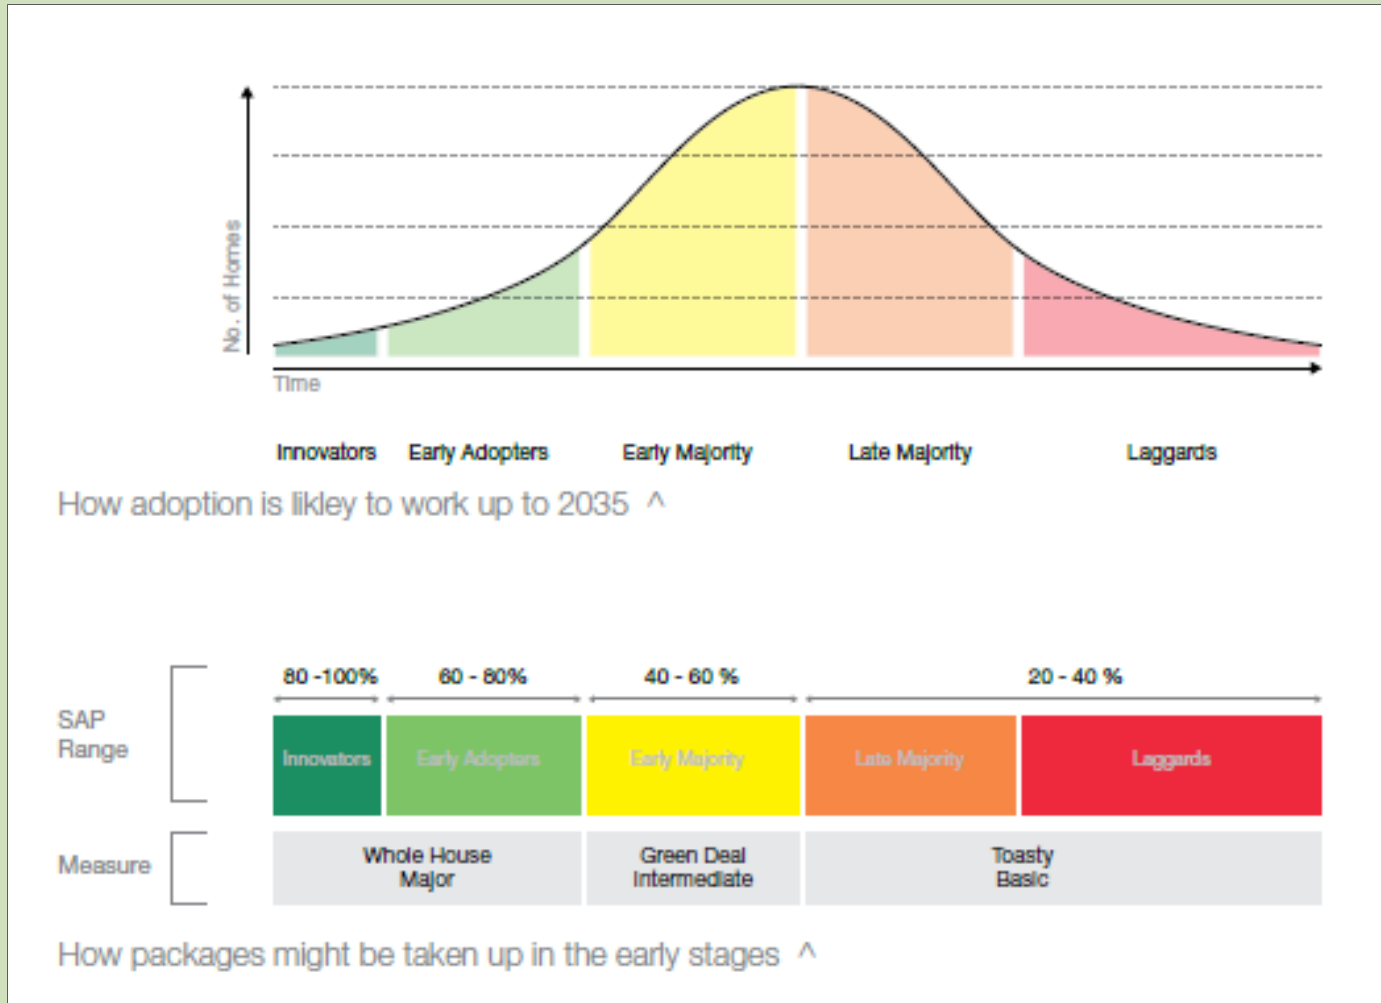 No. of Homes
Time
Innovators Early Adopters Early Majority Late Majority Laggards
How adoption is likley to work up to 2035 ^
80 -100% 60 - 80% 40 - 60 % 20 - 40 %
SAP
Range
Innovators Early Adopters Early Majority Late Majority Laggards
Measure
Whole House
Major
Green Deal
Intermediate
Toasty
Basic
How packages might be taken up in the early stages ^